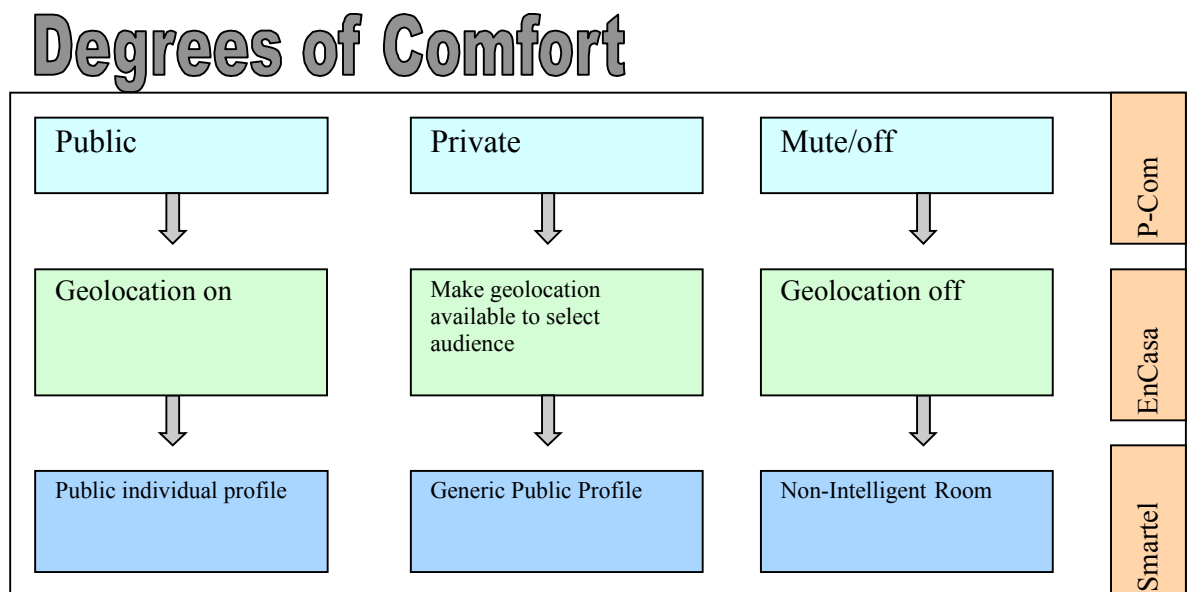 Degrees of Comfort
Public
Private
Mute/off
P-Com
Geolocation on
Make geolocation
available to select
audience
Geolocation off
EnCasa
Public individual profile
Generic Public Profile
Non-Intelligent Room
Smartel